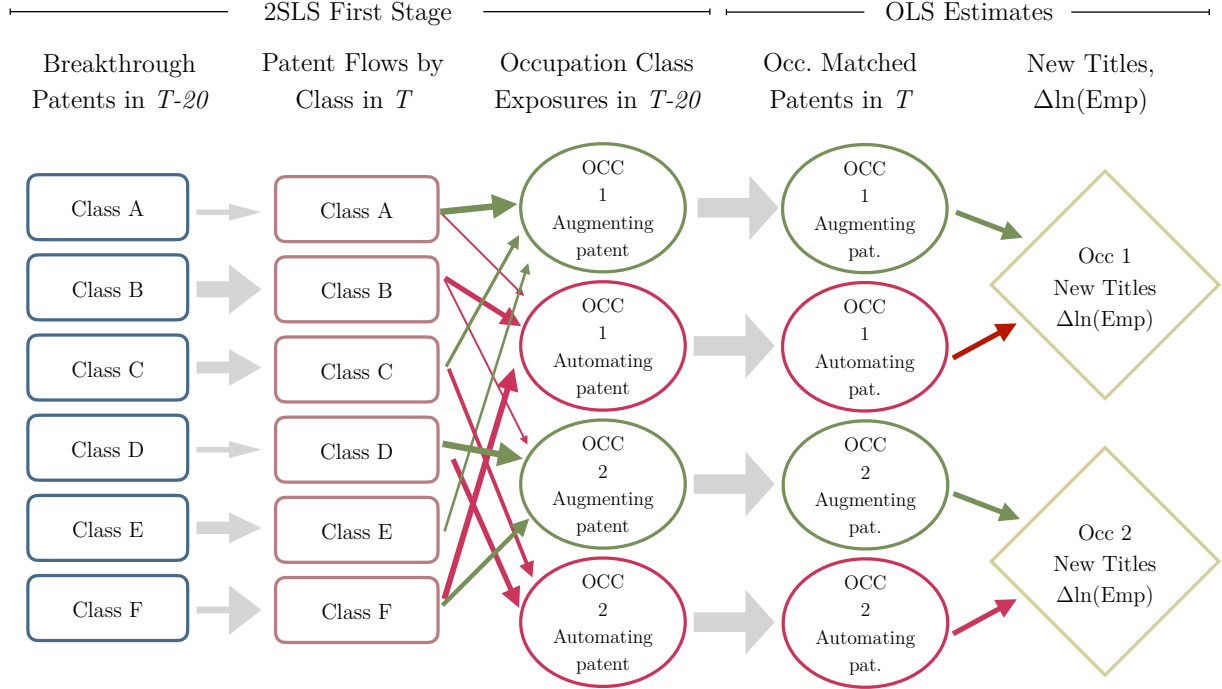 2SLS First Stage
OLS Estimates
Breakthrough
Patents in T-20
Patent Flows by
Class in T
Occupation Class
Exposures in T-20
Occ. Matched
Patents in T
New Titles,
Δln(Emp)
Class A
Class B
Class C
Class D
Class E
Class F
Class A
Class B
Class C
Class D
Class E
Class F
OCC
1
Augmenting
patent
OCC
1
Automating
patent
OCC
2
Augmenting
patent
OCC
2
Automating
patent
OCC
1
Augmenting
pat.
OCC
1
Automating
pat.
OCC
2
Augmenting
pat.
OCC
2
Automating
pat.
Occ 1
New Titles
Δln(Emp)
Occ 2
New Titles
Δln(Emp)